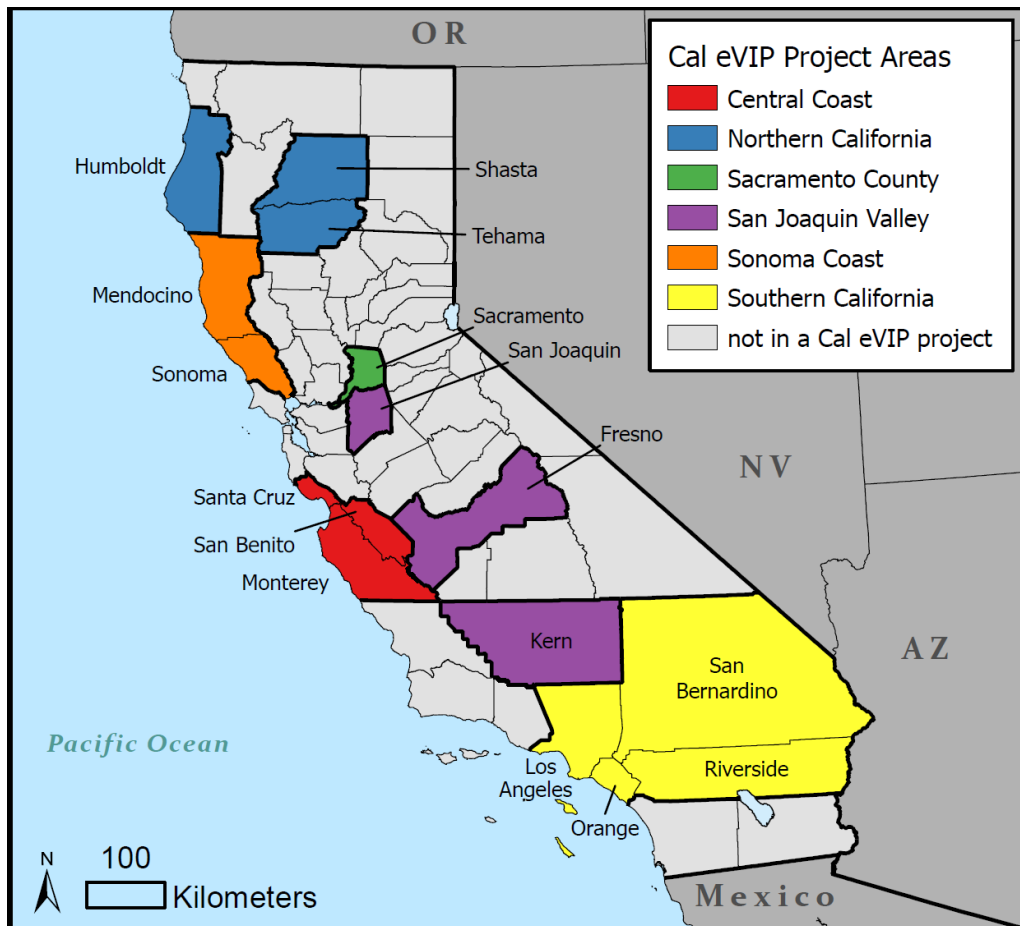 OR
Cal eVIP Project Areas
Central Coast
Northern California
Sacramento County
San Joaquin Valley
Sonoma Coast
Southern California
not in a Cal eVIP project
Humboldt
Shasta
Tehama
Mendocino
Sacramento
San Joaquin
Sonoma
Fresno
NV
Santa Cruz
San Benito
Monterey
Kern
San
Bernardino
AZ
Pacific Ocean
Los
Angeles
Riverside
Orange
N
100
Kilometers
Mexico